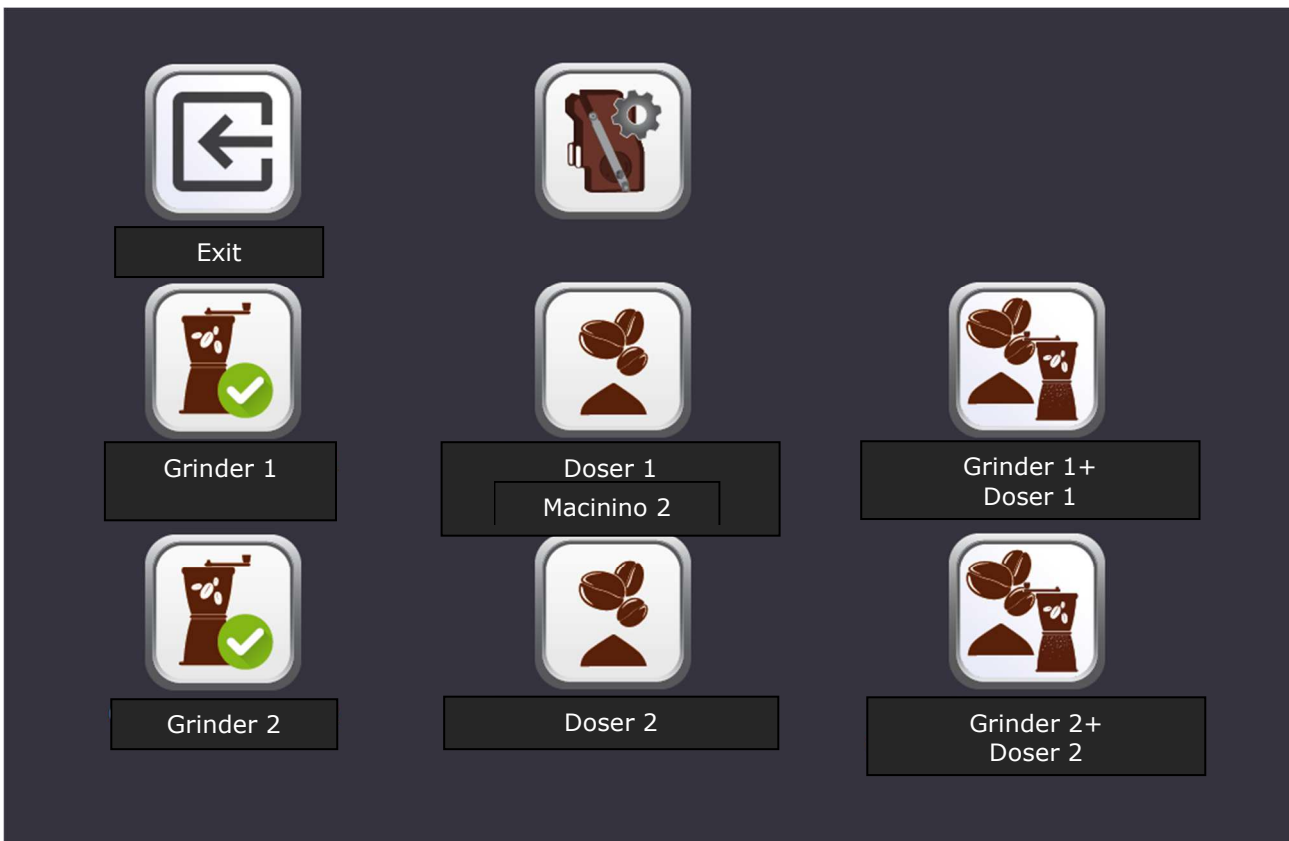 Exit
Grinder 1
Doser 1
Macinino 2
Grinder 1+
Doser 1
Grinder 2
Doser 2
Grinder 2+
Doser 2